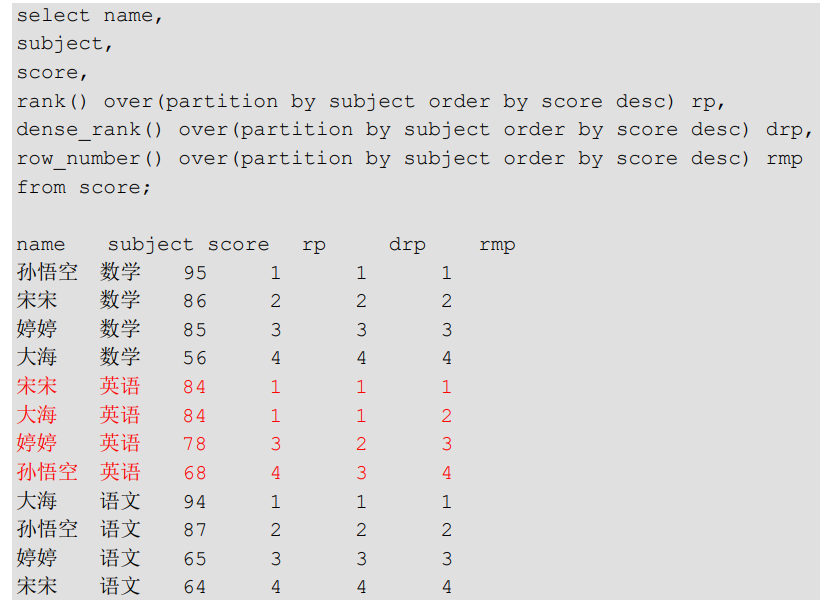 select name,
subject,
score,
rank() over(partition by subject order by score desc) rp,
dense_rank() over(partition by subject order by score desc) drp,
row_number() over(partition by subject order by score desc) rmp
from score;
name subject score rp drp rmp
孙悟空 数学 95 1 1 1
宋宋 数学 86 2 2 2
婷婷 数学 85 3 3 3
大海 数学 56 4 4 4
宋宋 英语 84 1 1 1
大海 英语 84 1 1 2
婷婷 英语 78 3 2 3
孙悟空 英语 68 4 3 4
大海 语文 94 1 1 1
孙悟空 语文 87 2 2 2
婷婷 语文 65 3 3 3
宋宋 语文 64 4 4 4